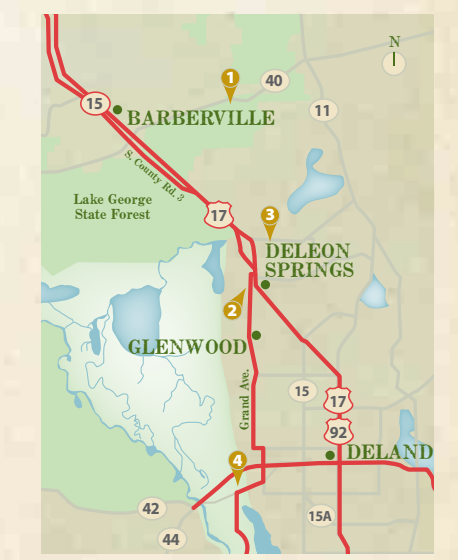 N
1
40
15
11
BARBERVILLE
S. County Rd. 3
Lake George
State Forest
17
3
DELEON
SPRINGS
2
GLENWOOD
Grand Ave.
15
17
92
DELAND
4
42
15A
44